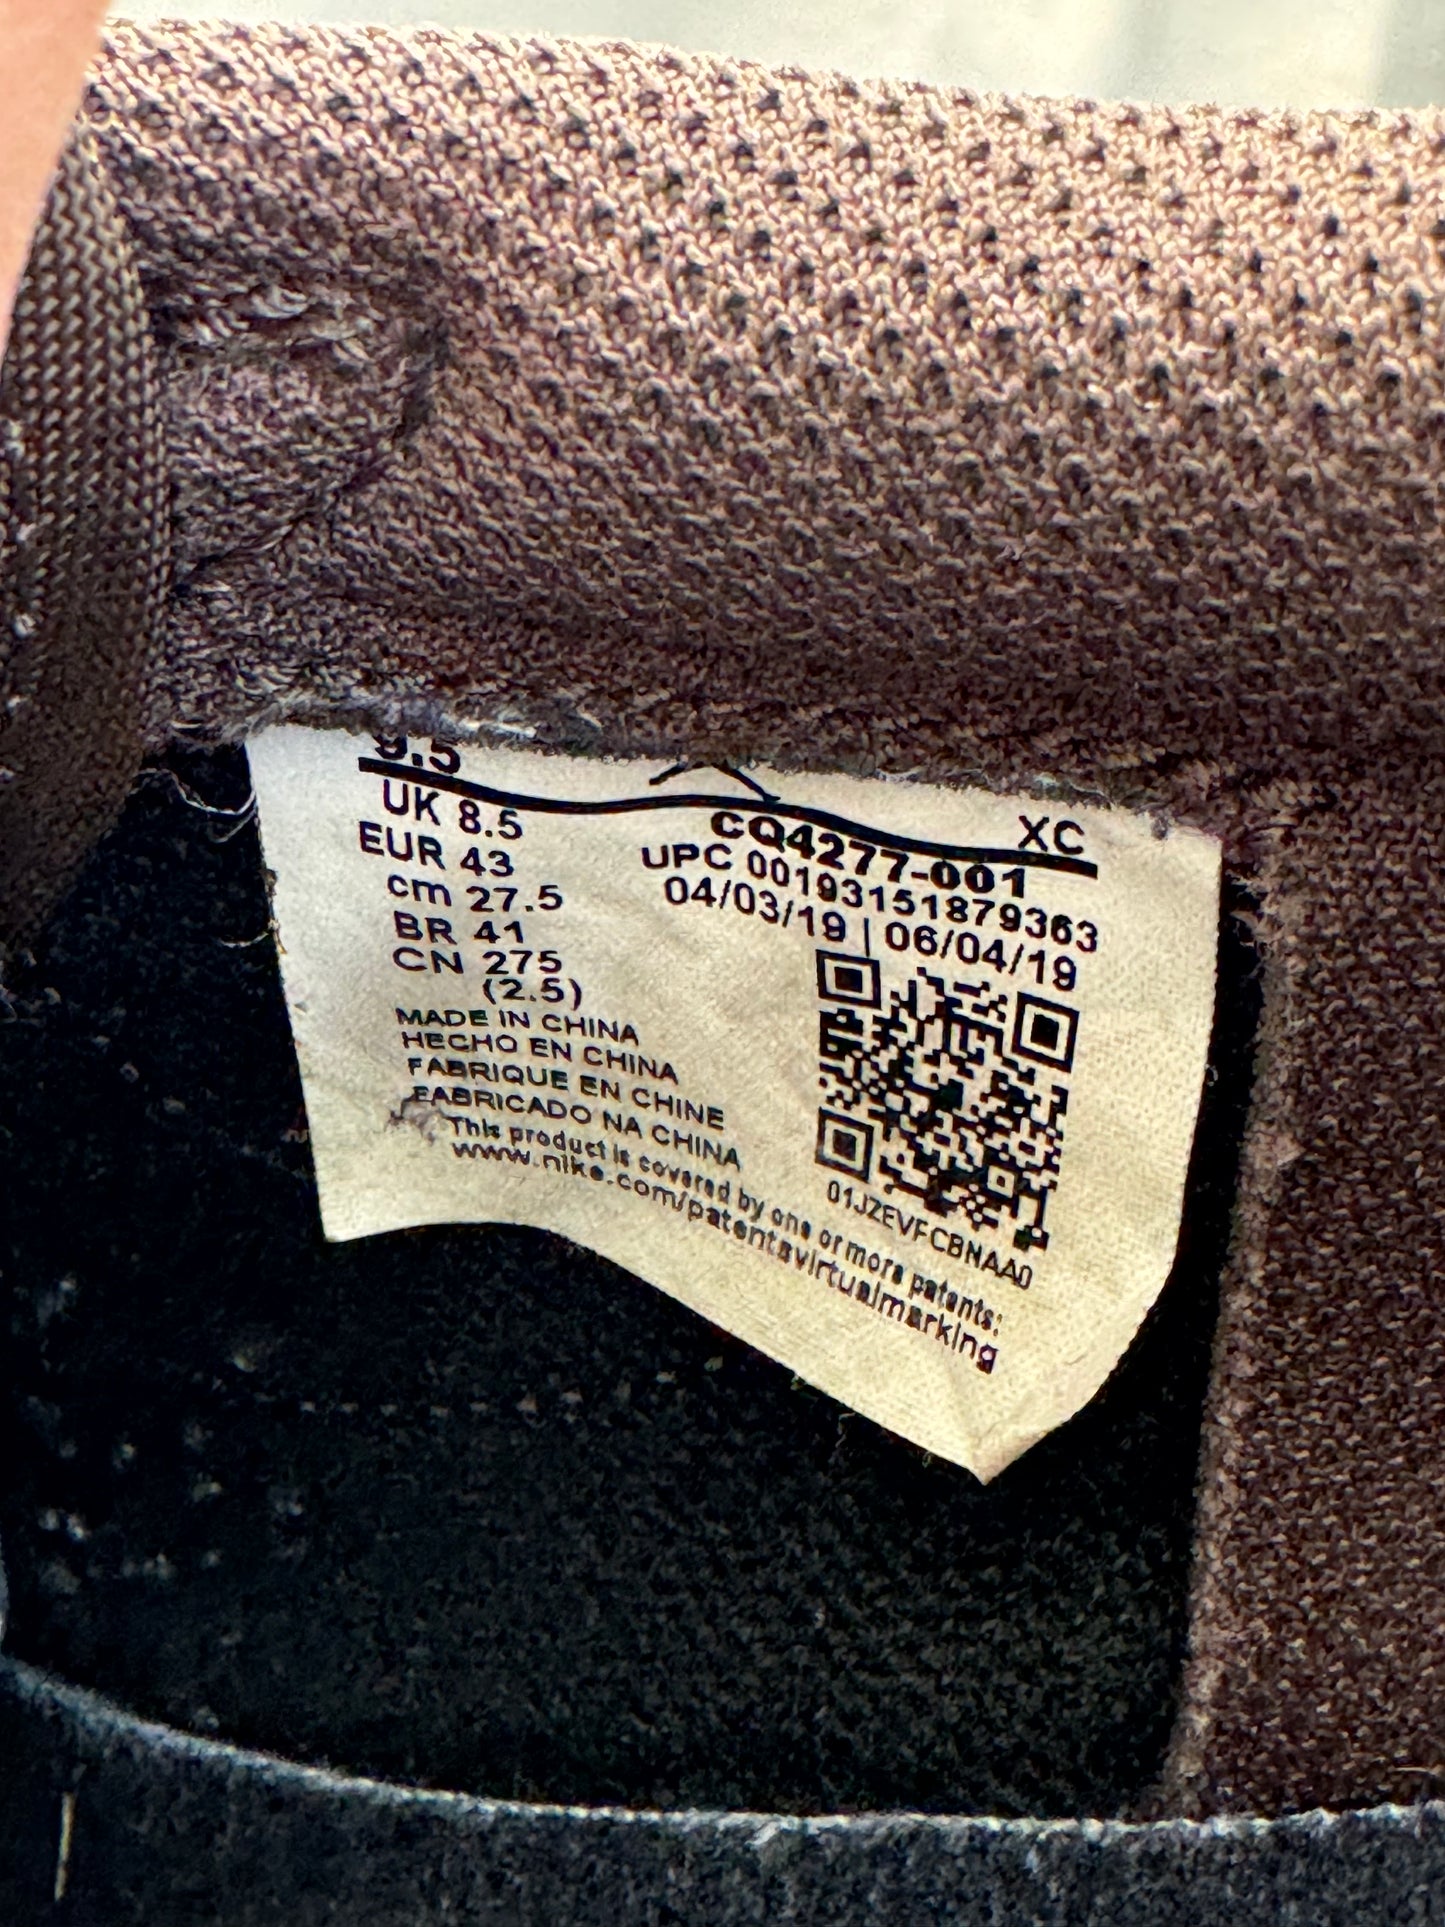 9.5
UK 8.5
EUR 43
cm 27.5
BR 41
CN 275
(2.5)
XC
CQ4277-001
UPC 00193151879363
04/03/19 | 06/04/19
MADE IN CHINA
HECHO EN CHINA
FABRIQUE EN CHINE
FABRICADO NA CHINA
This product is covered by one or more patents:
www.nike.com/patentsvirtualmarking
01JZEVFCBNAA0